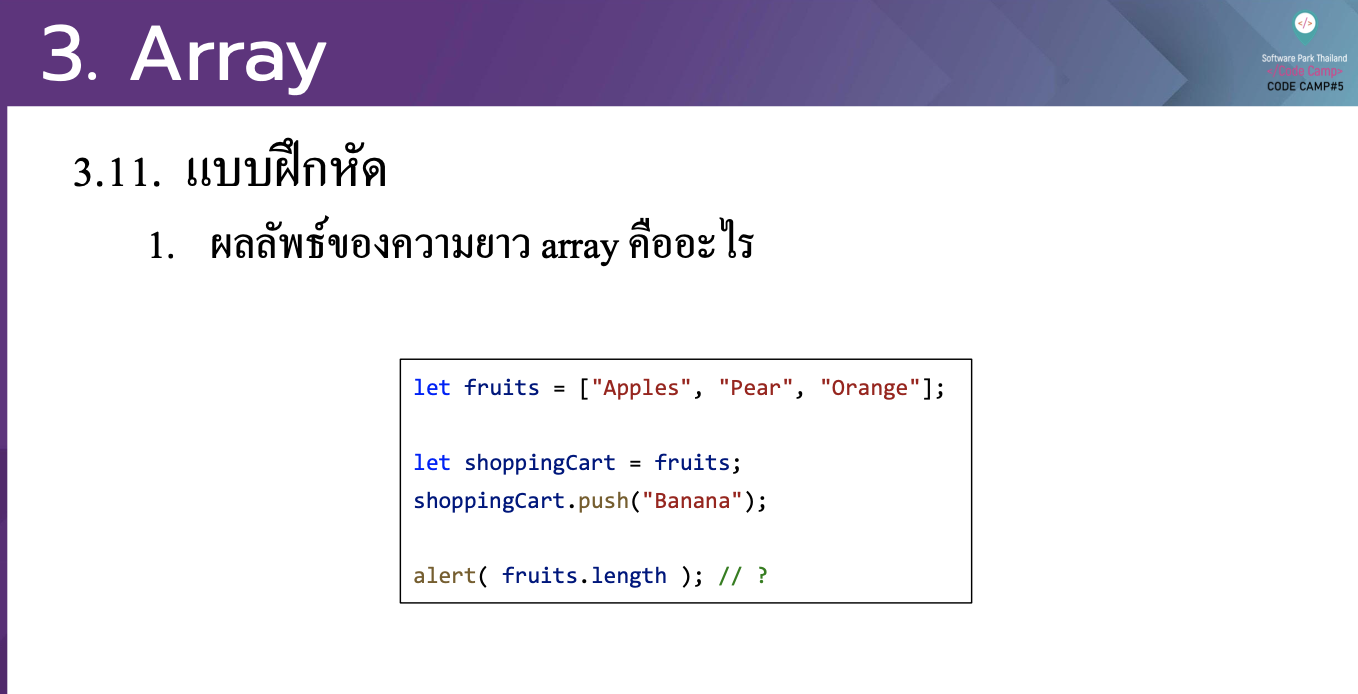 3. Array
</>
Software Park Thailand
</Code Camp>
CODE CAMP#5
3.11. แบบฝึกหัด
1. ผลลัพธ์ของความยาว array คืออะไร
let fruits = ["Apples", "Pear", "Orange"];
let shoppingCart = fruits;
shoppingCart.push("Banana");
alert( fruits.length ); // ?